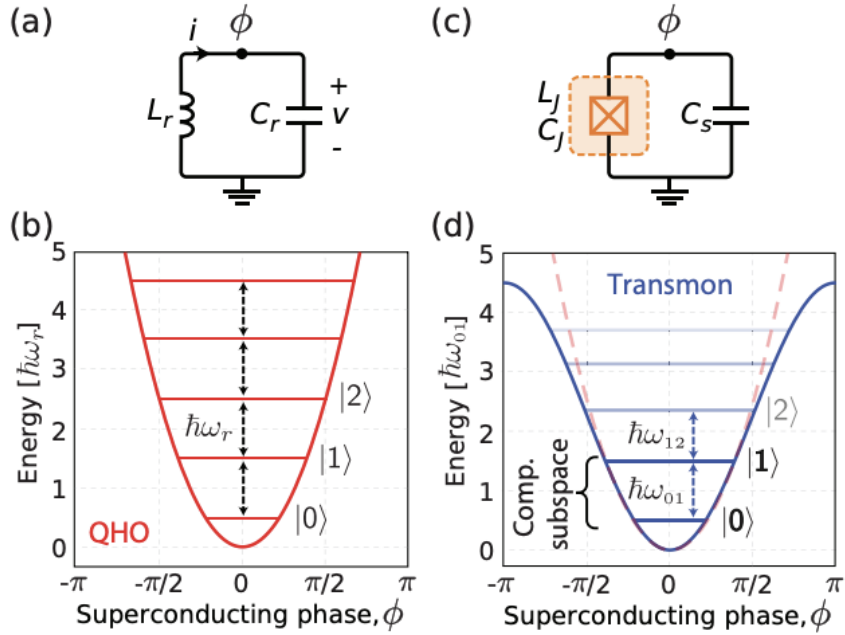 (a)
i
ϕ
L_r
C_r
+
v
-
(c)
ϕ
L_J
C_J
C_s
(b)
Energy [ℏω_r]
5
4
3
2
1
0
ℏω_r
|2⟩
|1⟩
|0⟩
QHO
-π
-π/2
0
π/2
π
Superconducting phase, ϕ
(d)
Energy [ℏω_01]
5
4
3
2
1
0
Transmon
|2⟩
ℏω_12
|1⟩
ℏω_01
|0⟩
Comp.
subspace
-π
-π/2
0
π/2
π
Superconducting phase, ϕ